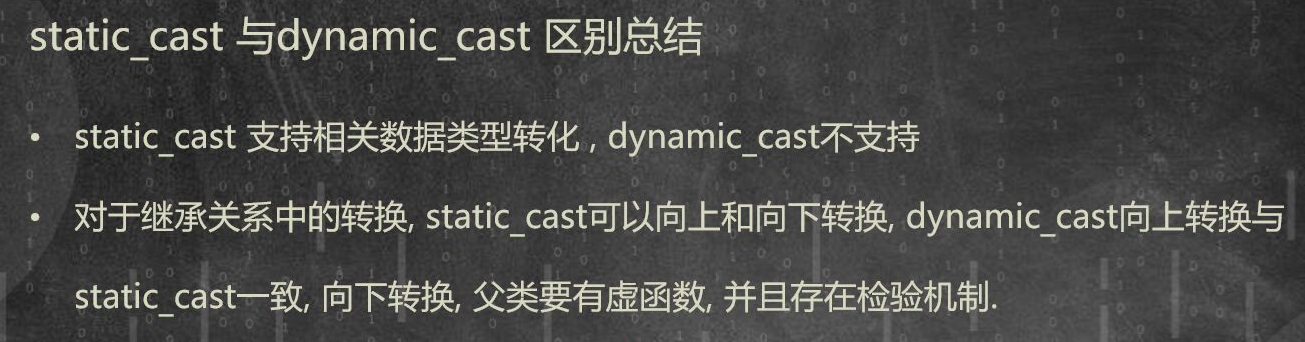 static_cast 与dynamic_cast 区别总结
• static_cast 支持相关数据类型转化 , dynamic_cast不支持
• 对于继承关系中的转换, static_cast可以向上和向下转换, dynamic_cast向上转换与
static_cast一致, 向下转换, 父类要有虚函数, 并且存在检验机制.